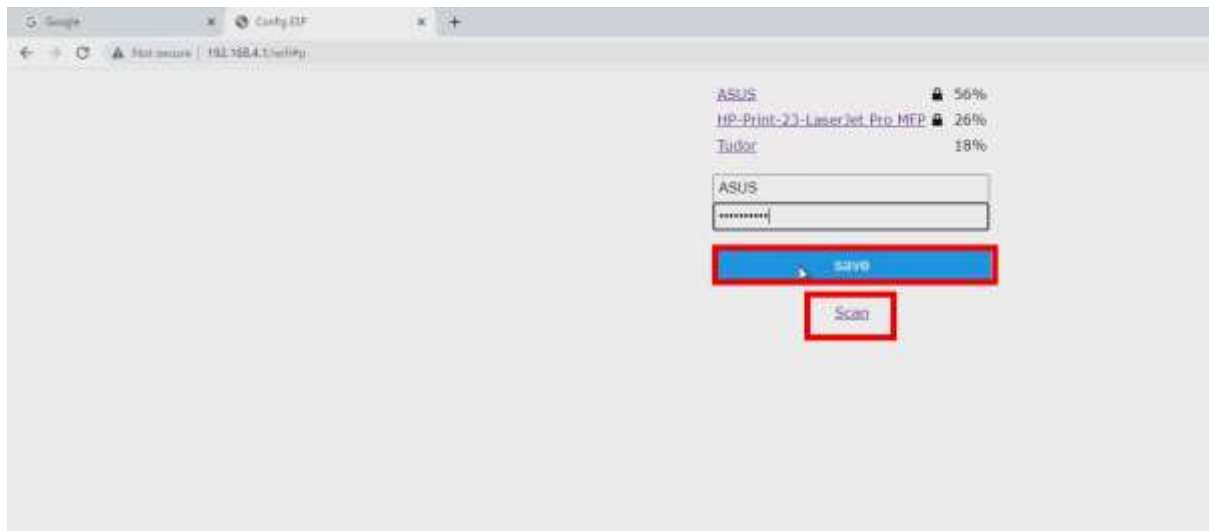 Google
Config ESP
Not secure | 192.168.4.1/wifi#p
ASUS 56%
HP-Print-23-LaserJet Pro MFP 26%
Tudor 18%
ASUS
save
Scan